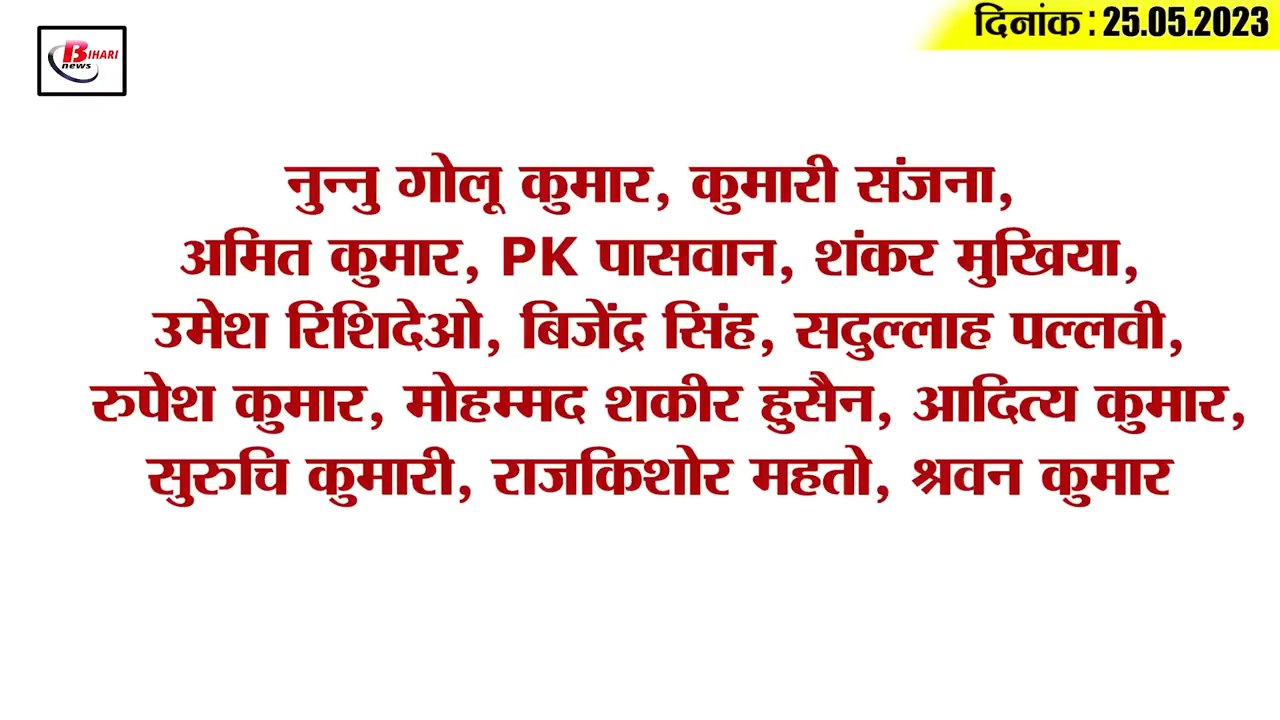 BIHARI
news
दिनांक : 25.05.2023
नुन्नु गोलू कुमार, कुमारी संजना,
अमित कुमार, PK पासवान, शंकर मुखिया,
उमेश रिशिदेओ, बिजेंद्र सिंह, सदुल्लाह पल्लवी,
रुपेश कुमार, मोहम्मद शकीर हुसैन, आदित्य कुमार,
सुरुचि कुमारी, राजकिशोर महतो, श्रवन कुमार